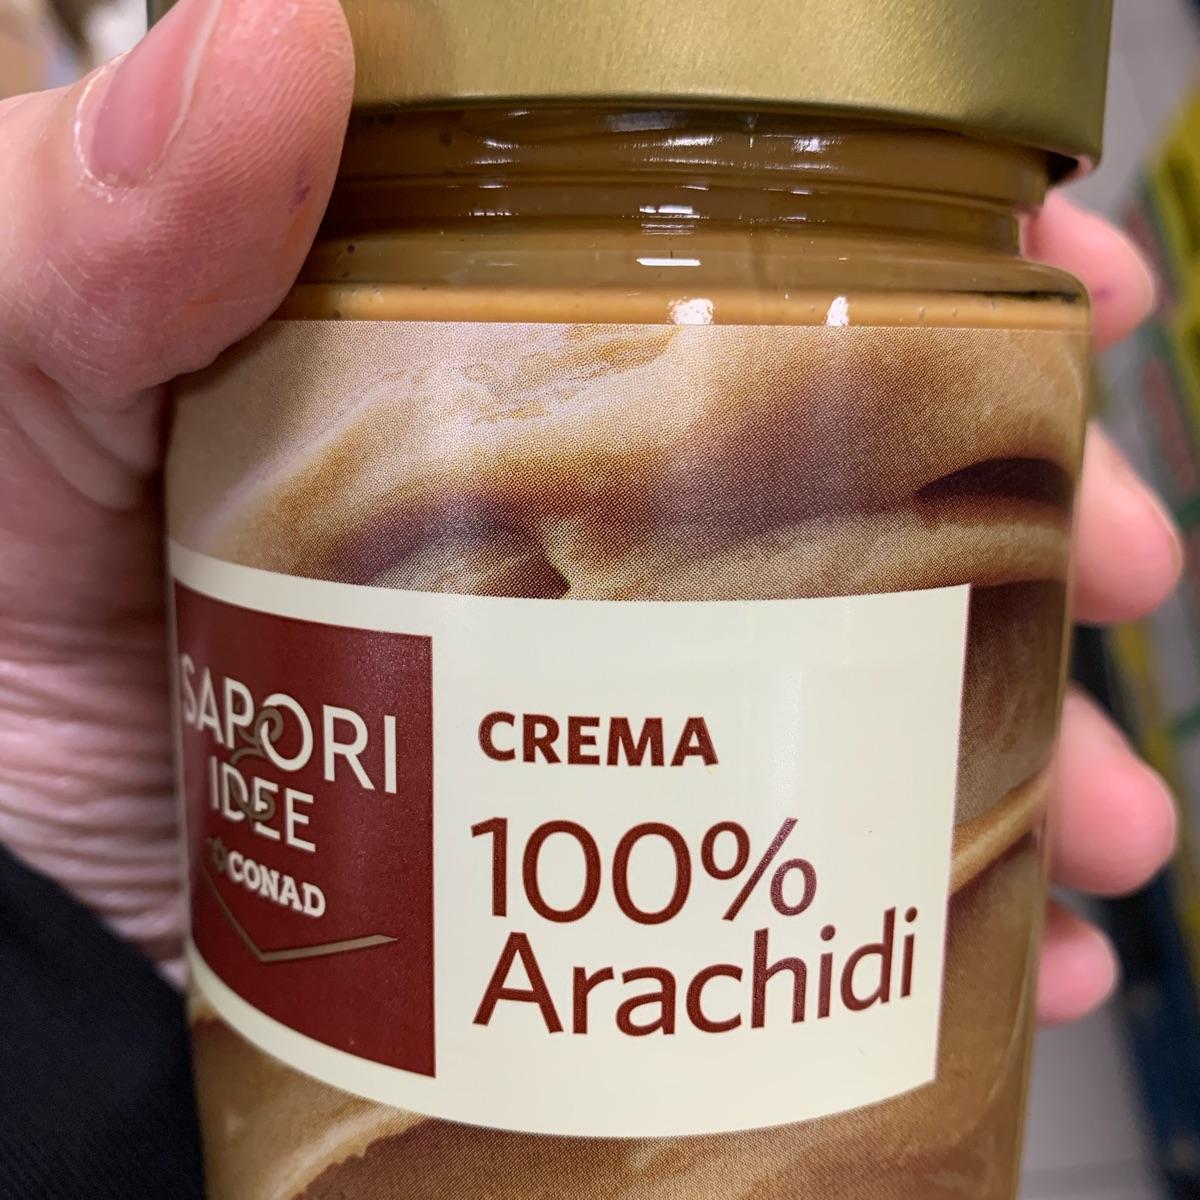 SAPORI
&
IDEE
CONAD
CREMA
100%
Arachidi